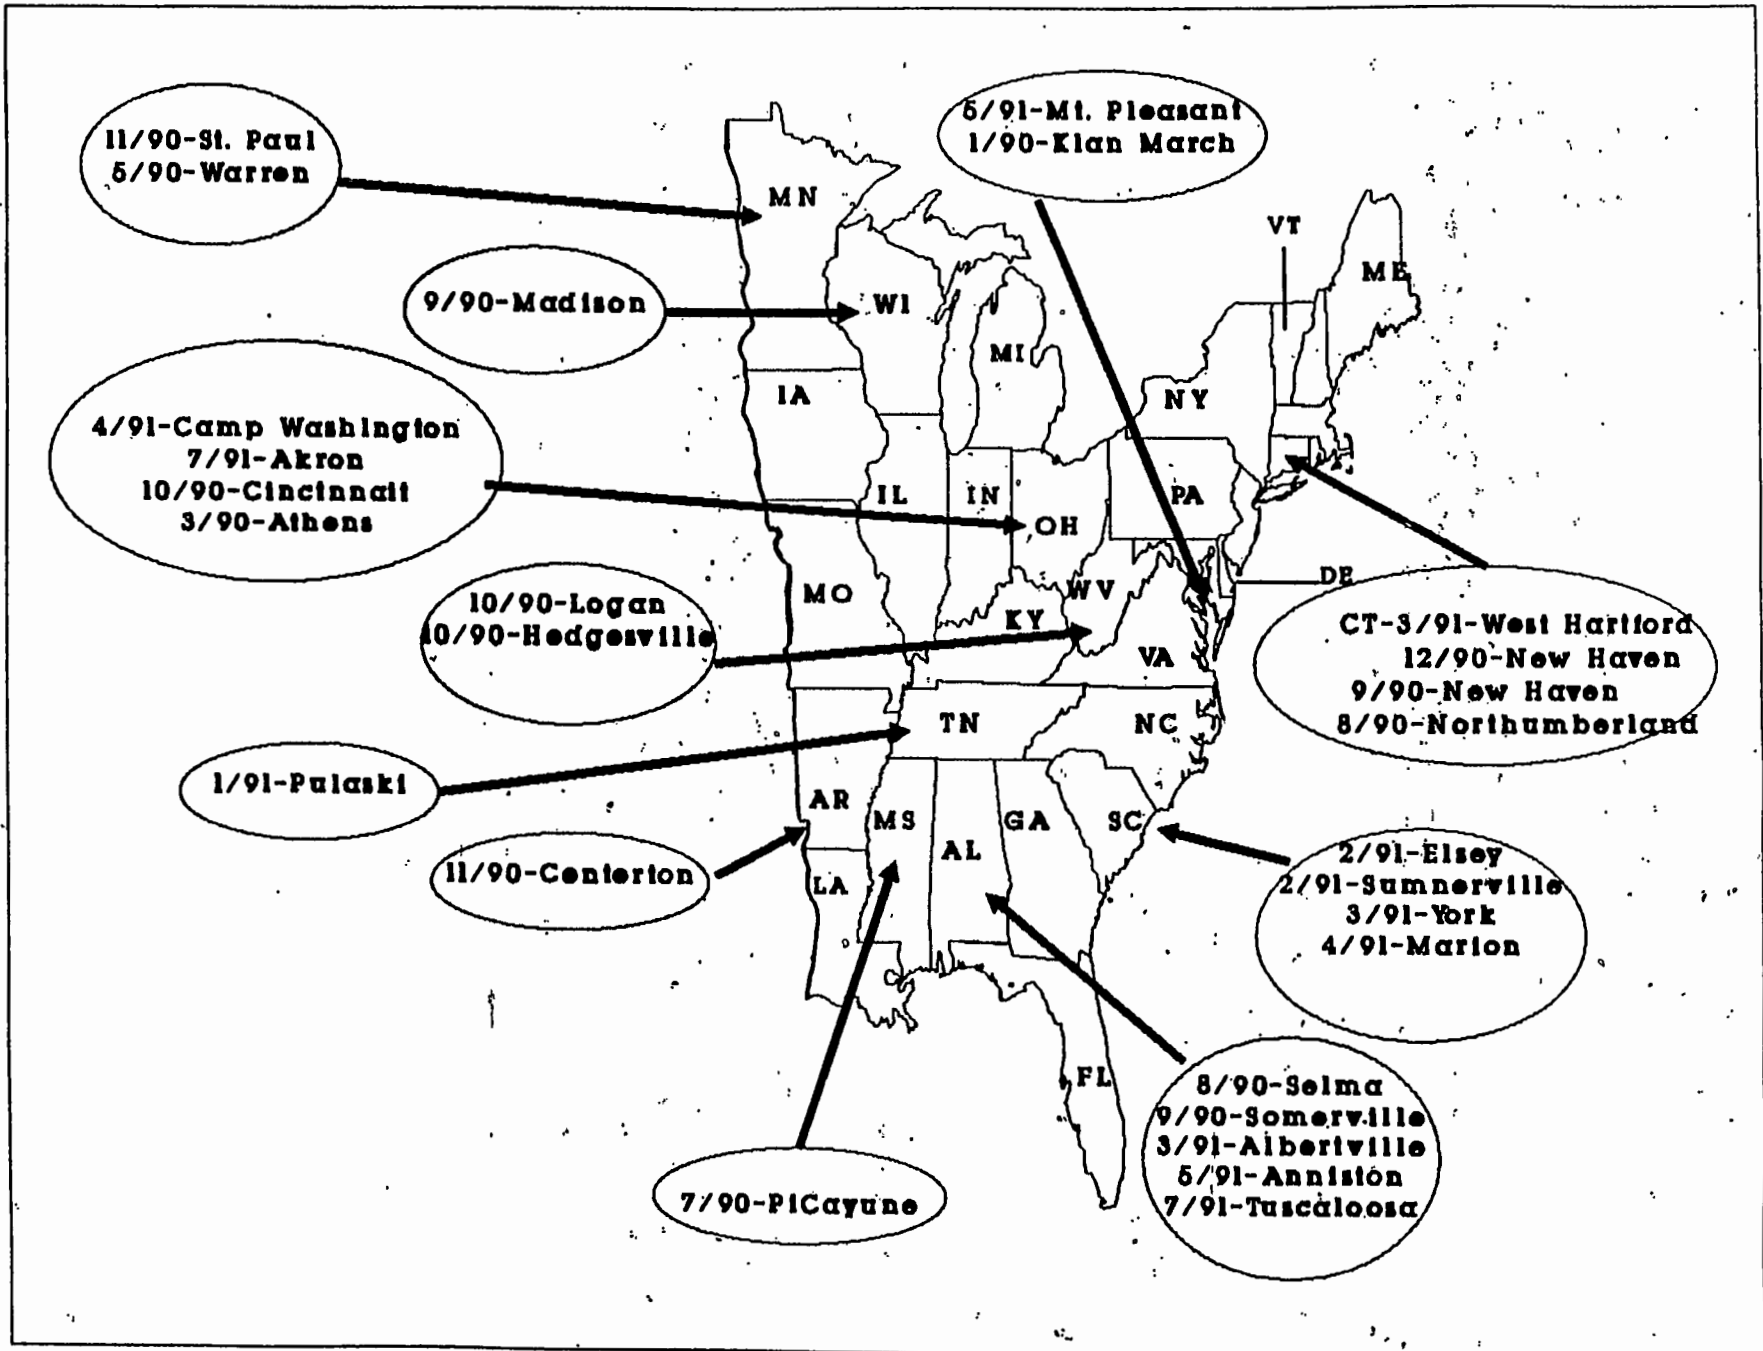 11/90-St. Paul
5/90-Warren
5/91-Mt. Pleasant
1/90-Klan March
MN
VT
ME
9/90-Madison
WI
MI
NY
IA
4/91-Camp Washington
7/91-Akron
10/90-Cincinnati
3/90-Athens
IL
IN
OH
PA
DE
MO
WV
KY
VA
10/90-Logan
10/90-Hedgesville
CT-3/91-West Hartford
12/90-New Haven
9/90-New Haven
8/90-Northumberland
TN
NC
1/91-Pulaski
AR
MS
AL
GA
SC
11/90-Centerton
LA
2/91-Elsey
2/91-Sumnerville
3/91-York
4/91-Marion
FL
8/90-Selma
9/90-Somerville
3/91-Albertville
5/91-Anniston
7/91-Tuscaloosa
7/90-PiCayune